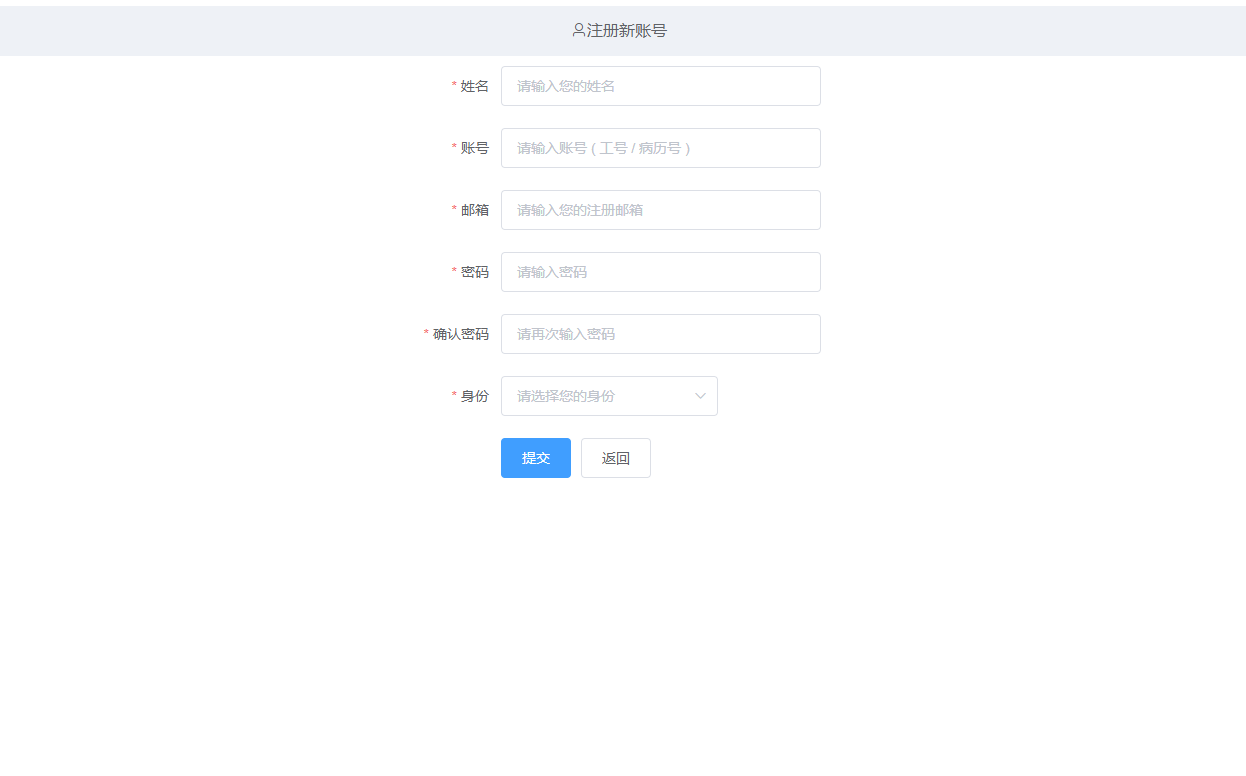 注册新账号
* 姓名 请输入您的姓名
* 账号 请输入账号 ( 工号 / 病历号 )
* 邮箱 请输入您的注册邮箱
* 密码 请输入密码
* 确认密码 请再次输入密码
* 身份 请选择您的身份
提交 返回